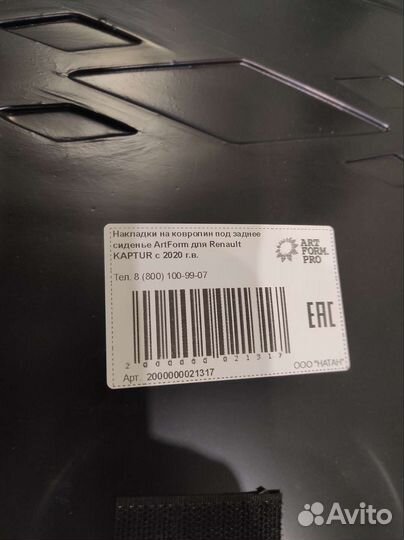 Накладки на ковролин под заднее
сиденье ArtForm для Renault
KAPTUR с 2020 г.в.
ART
FORM.
PRO
Тел. 8 (800) 100-99-07
EAC
2 000000 021317
ООО "НАТАН"
Арт. 2000000021317
Avito